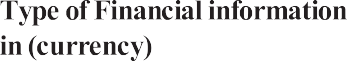 Type of Financial information
in (currency)